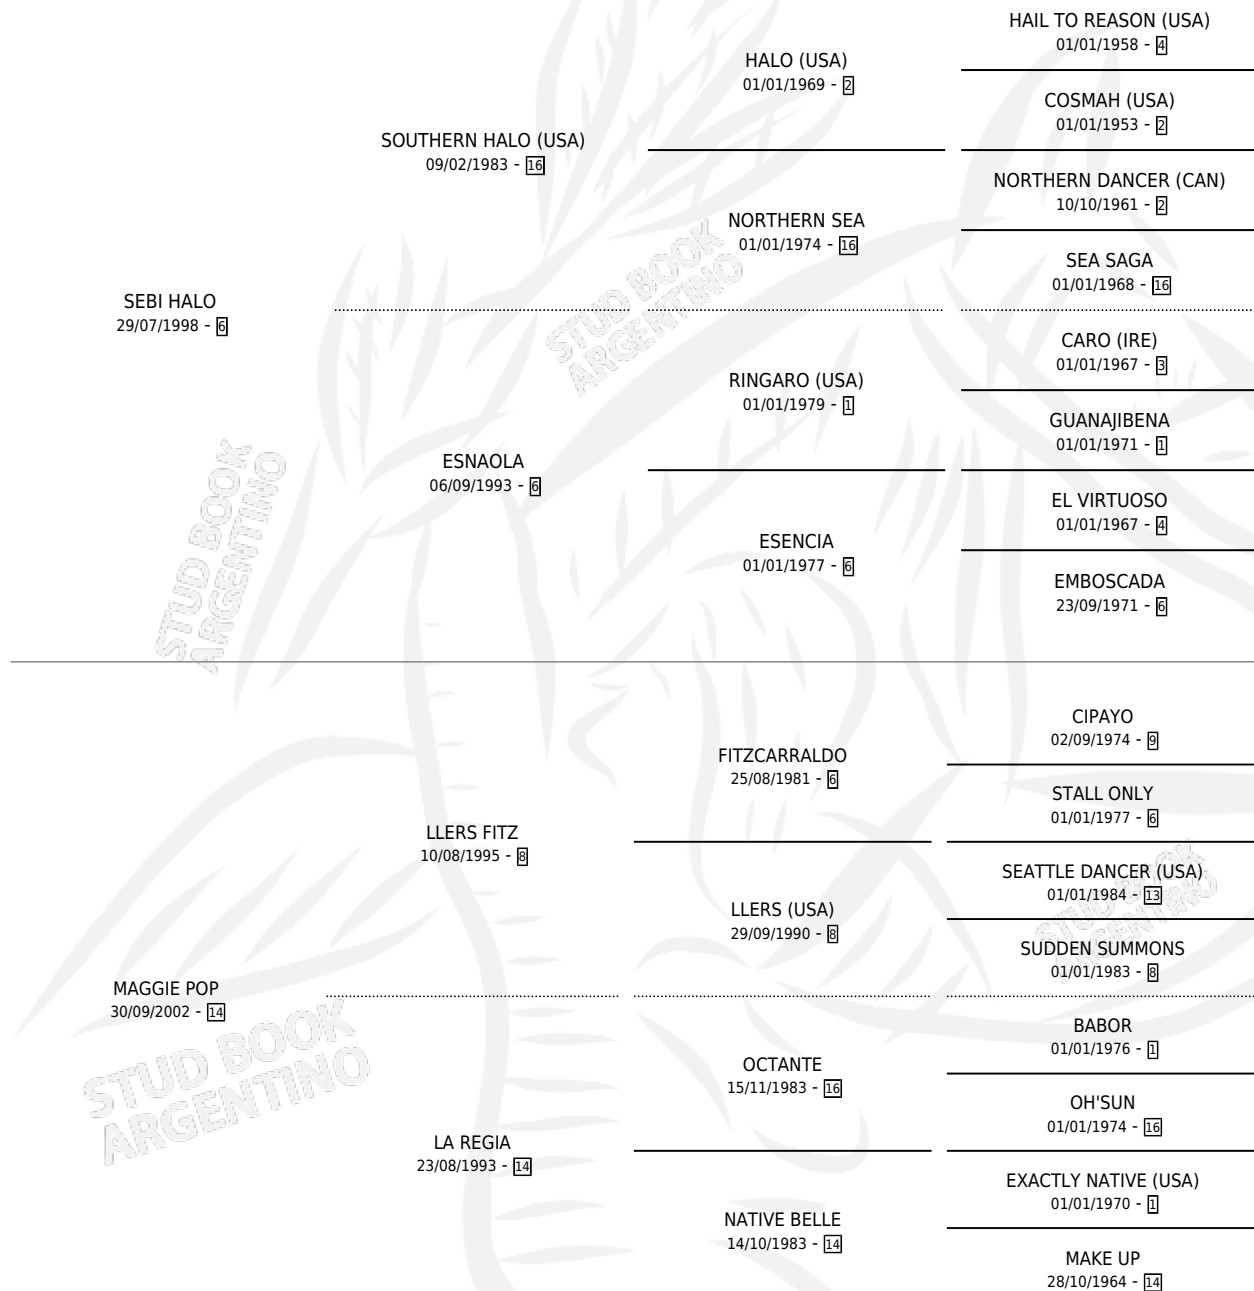 HAIL TO REASON (USA)
01/01/1958 - 4
HALO (USA)
01/01/1969 - 2
COSMAH (USA)
01/01/1953 - 2
SOUTHERN HALO (USA)
09/02/1983 - 16
NORTHERN DANCER (CAN)
10/10/1961 - 2
NORTHERN SEA
01/01/1974 - 16
SEA SAGA
01/01/1968 - 16
SEBI HALO
29/07/1998 - 6
CARO (IRE)
01/01/1967 - 3
RINGARO (USA)
01/01/1979 - 1
GUANAJIBENA
01/01/1971 - 1
ESNAOLA
06/09/1993 - 6
EL VIRTUOSO
01/01/1967 - 4
ESENCIA
01/01/1977 - 6
EMBOSCADA
23/09/1971 - 6
CIPAYO
02/09/1974 - 9
FITZCARRALDO
25/08/1981 - 6
STALL ONLY
01/01/1977 - 6
LLERS FITZ
10/08/1995 - 8
SEATTLE DANCER (USA)
01/01/1984 - 13
LLERS (USA)
29/09/1990 - 8
SUDDEN SUMMONS
01/01/1983 - 8
MAGGIE POP
30/09/2002 - 14
BABOR
01/01/1976 - 1
OCTANTE
15/11/1983 - 16
OH'SUN
01/01/1974 - 16
LA REGIA
23/08/1993 - 14
EXACTLY NATIVE (USA)
01/01/1970 - 1
NATIVE BELLE
14/10/1983 - 14
MAKE UP
28/10/1964 - 14
STUD BOOK
ARGENTINO
STUD BOOK
ARGENTINO
STUD BOOK
ARGENTINO
STUD BOOK
ARGENTINO